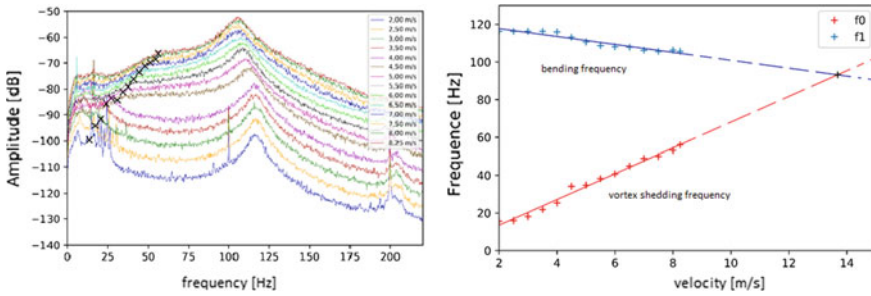 −50
−60
−70
−80
−90
−100
−110
−120
−130
−140
Amplitude [dB]
0 25 50 75 100 125 150 175 200
frequency [Hz]
2.00 m/s
2.50 m/s
3.00 m/s
3.50 m/s
4.00 m/s
4.50 m/s
5.00 m/s
5.50 m/s
6.00 m/s
6.50 m/s
7.00 m/s
7.50 m/s
8.00 m/s
8.25 m/s
120
100
80
60
40
20
0
Frequence [Hz]
2 4 6 8 10 12 14
velocity [m/s]
f0
f1
bending frequency
vortex shedding frequency